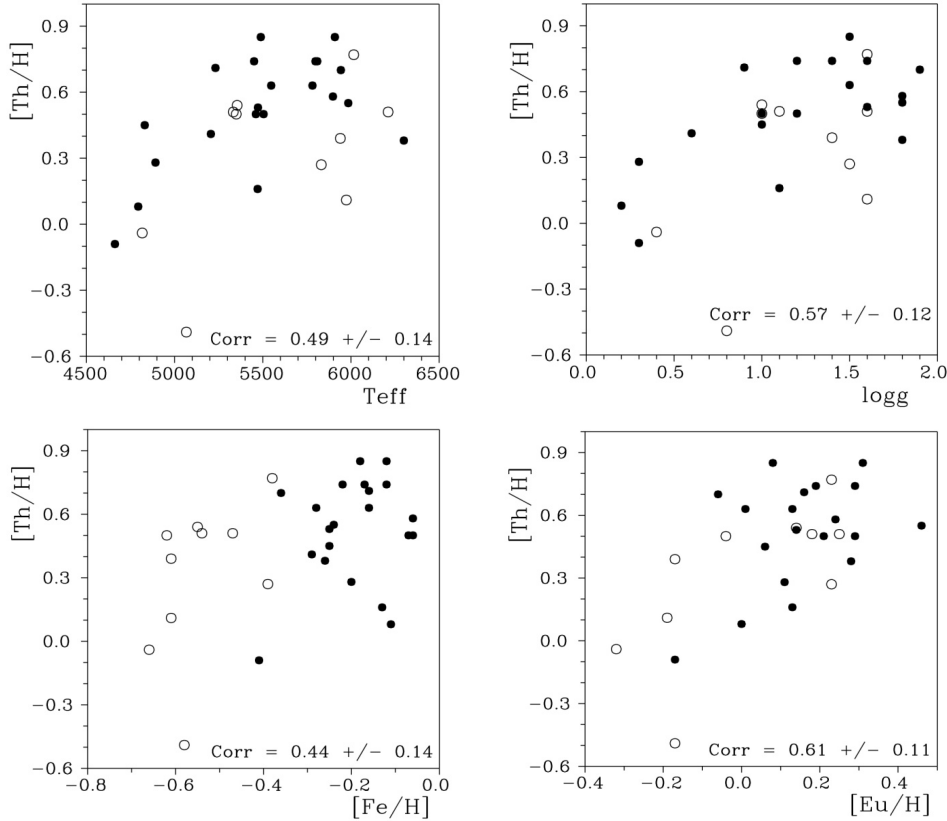 0.9
[Th/H]
0.6
0.3
0.0
−0.3
−0.6
Corr = 0.49 +/− 0.14
4500 5000 5500 6000 6500
Teff
0.9
[Th/H]
0.6
0.3
0.0
−0.3
−0.6
Corr = 0.57 +/− 0.12
0.0 0.5 1.0 1.5 2.0
logg
0.9
[Th/H]
0.6
0.3
0.0
−0.3
−0.6
Corr = 0.44 +/− 0.14
−0.8 −0.6 −0.4 −0.2 0.0
[Fe/H]
0.9
[Th/H]
0.6
0.3
0.0
−0.3
−0.6
Corr = 0.61 +/− 0.11
−0.4 −0.2 0.0 0.2 0.4
[Eu/H]